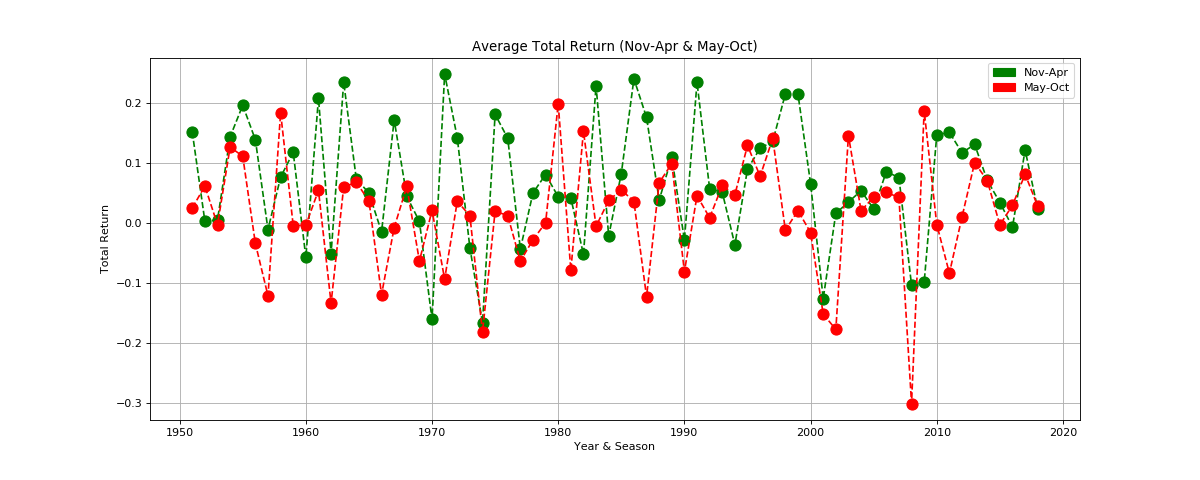 Average Total Return (Nov-Apr & May-Oct)
Nov-Apr
May-Oct
Total Return
0.2
0.1
0.0
−0.1
−0.2
−0.3
1950 1960 1970 1980 1990 2000 2010 2020
Year & Season